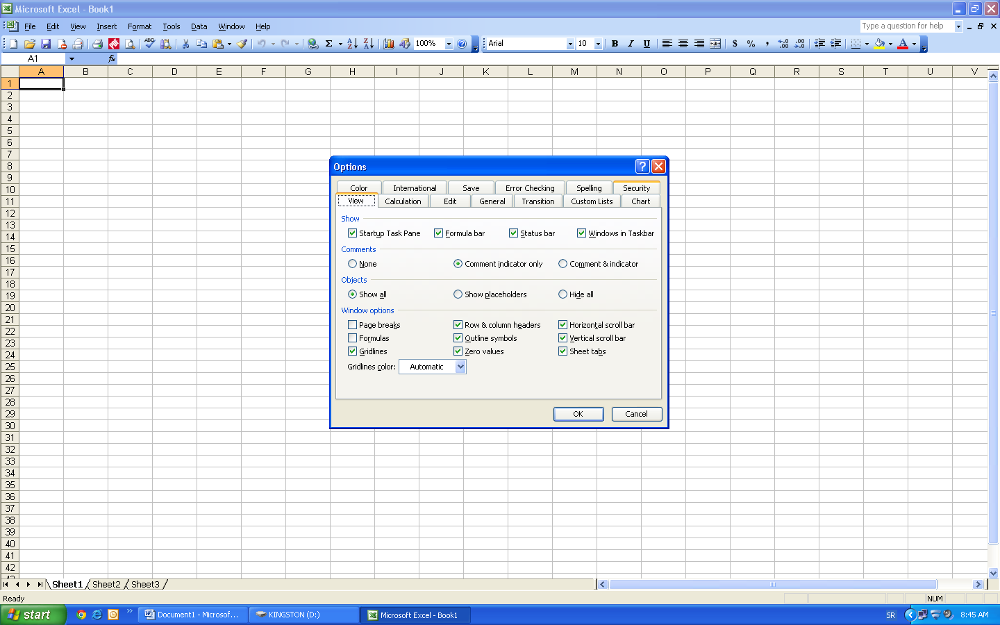 Microsoft Excel - Book1
File Edit View Insert Format Tools Data Window Help
Type a question for help
100% Arial 10 B I U $ %
A1 fx
A B C D E F G H I J K L M N O P Q R S T U V
1
2
3
4
5
6
7
8
9
10
11
12
13
14
15
16
17
18
19
20
21
22
23
24
25
26
27
28
29
30
31
32
33
34
35
36
37
38
39
40
41
42
43
Options
Color International Save Error Checking Spelling Security
View Calculation Edit General Transition Custom Lists Chart
Show
Startup Task Pane Formula bar Status bar Windows in Taskbar
Comments
None Comment indicator only Comment & indicator
Objects
Show all Show placeholders Hide all
Window options
Page breaks Row & column headers Horizontal scroll bar
Formulas Outline symbols Vertical scroll bar
Gridlines Zero values Sheet tabs
Gridlines color: Automatic
OK Cancel
Sheet1 Sheet2 Sheet3
Ready NUM
start Document1 - Microsof... KINGSTON (D:) Microsoft Excel - Book1 SR 8:45 AM